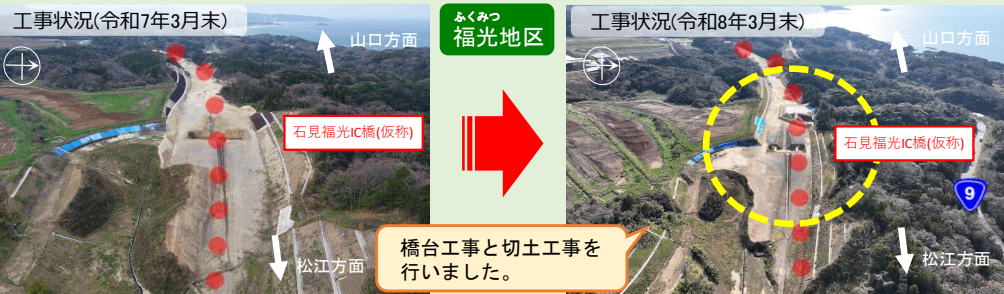 工事状況(令和7年3月末)
山口方面
石見福光IC橋(仮称)
松江方面
ふくみつ
福光地区
橋台工事と切土工事を
行いました。
工事状況(令和8年3月末)
山口方面
石見福光IC橋(仮称)
9
松江方面